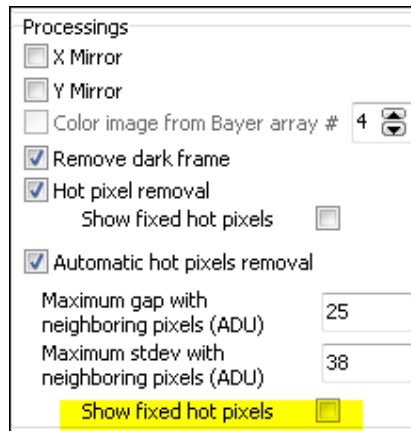 Processings
X Mirror
Y Mirror
Color image from Bayer array # 4
Remove dark frame
Hot pixel removal
Show fixed hot pixels
Automatic hot pixels removal
Maximum gap with
neighboring pixels (ADU) 25
Maximum stdev with
neighboring pixels (ADU) 38
Show fixed hot pixels